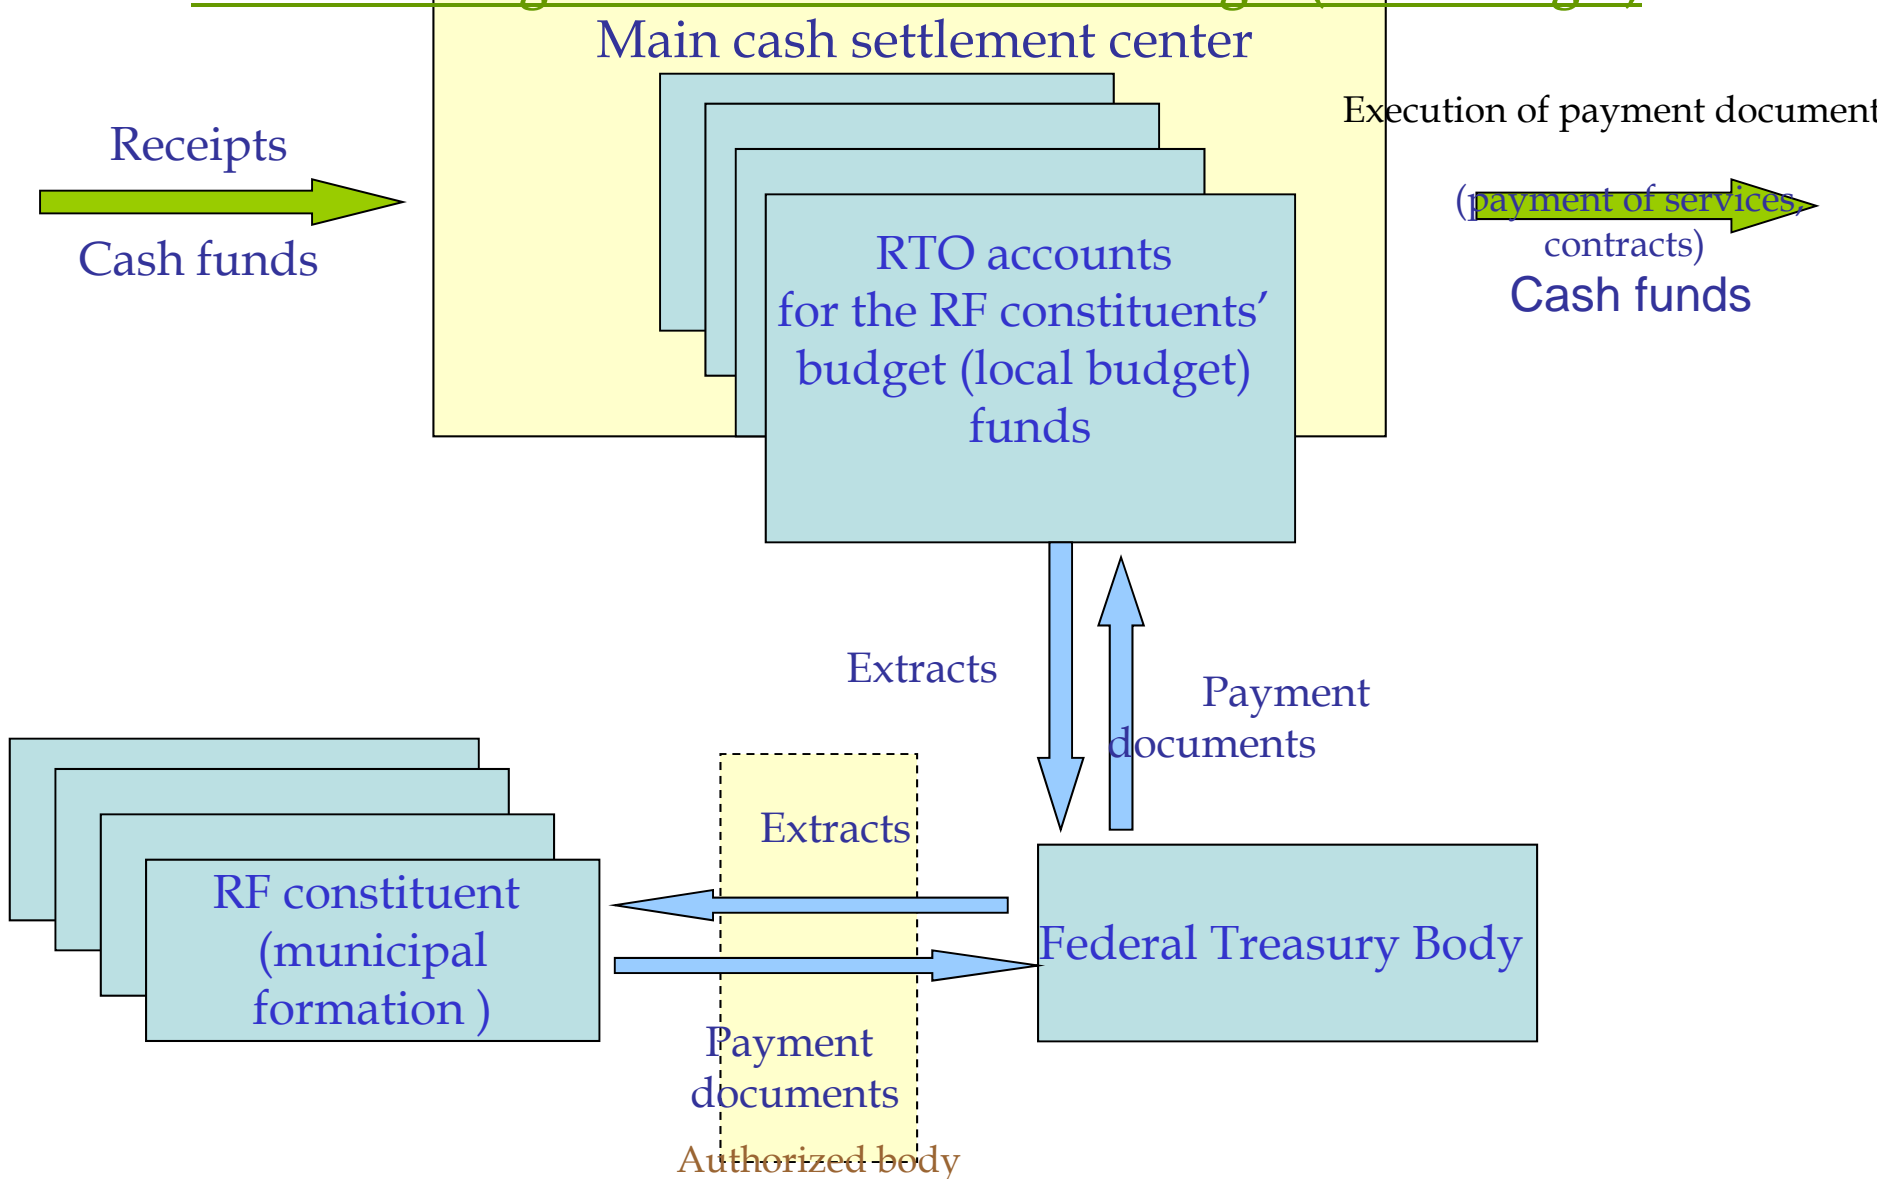 Main cash settlement center
Receipts
Cash funds
Execution of payment document
(payment of services,
contracts)
Cash funds
RTO accounts
for the RF constituents’
budget (local budget)
funds
Extracts
Payment
documents
Extracts
RF constituent
(municipal
formation )
Federal Treasury Body
Payment
documents
Authorized body